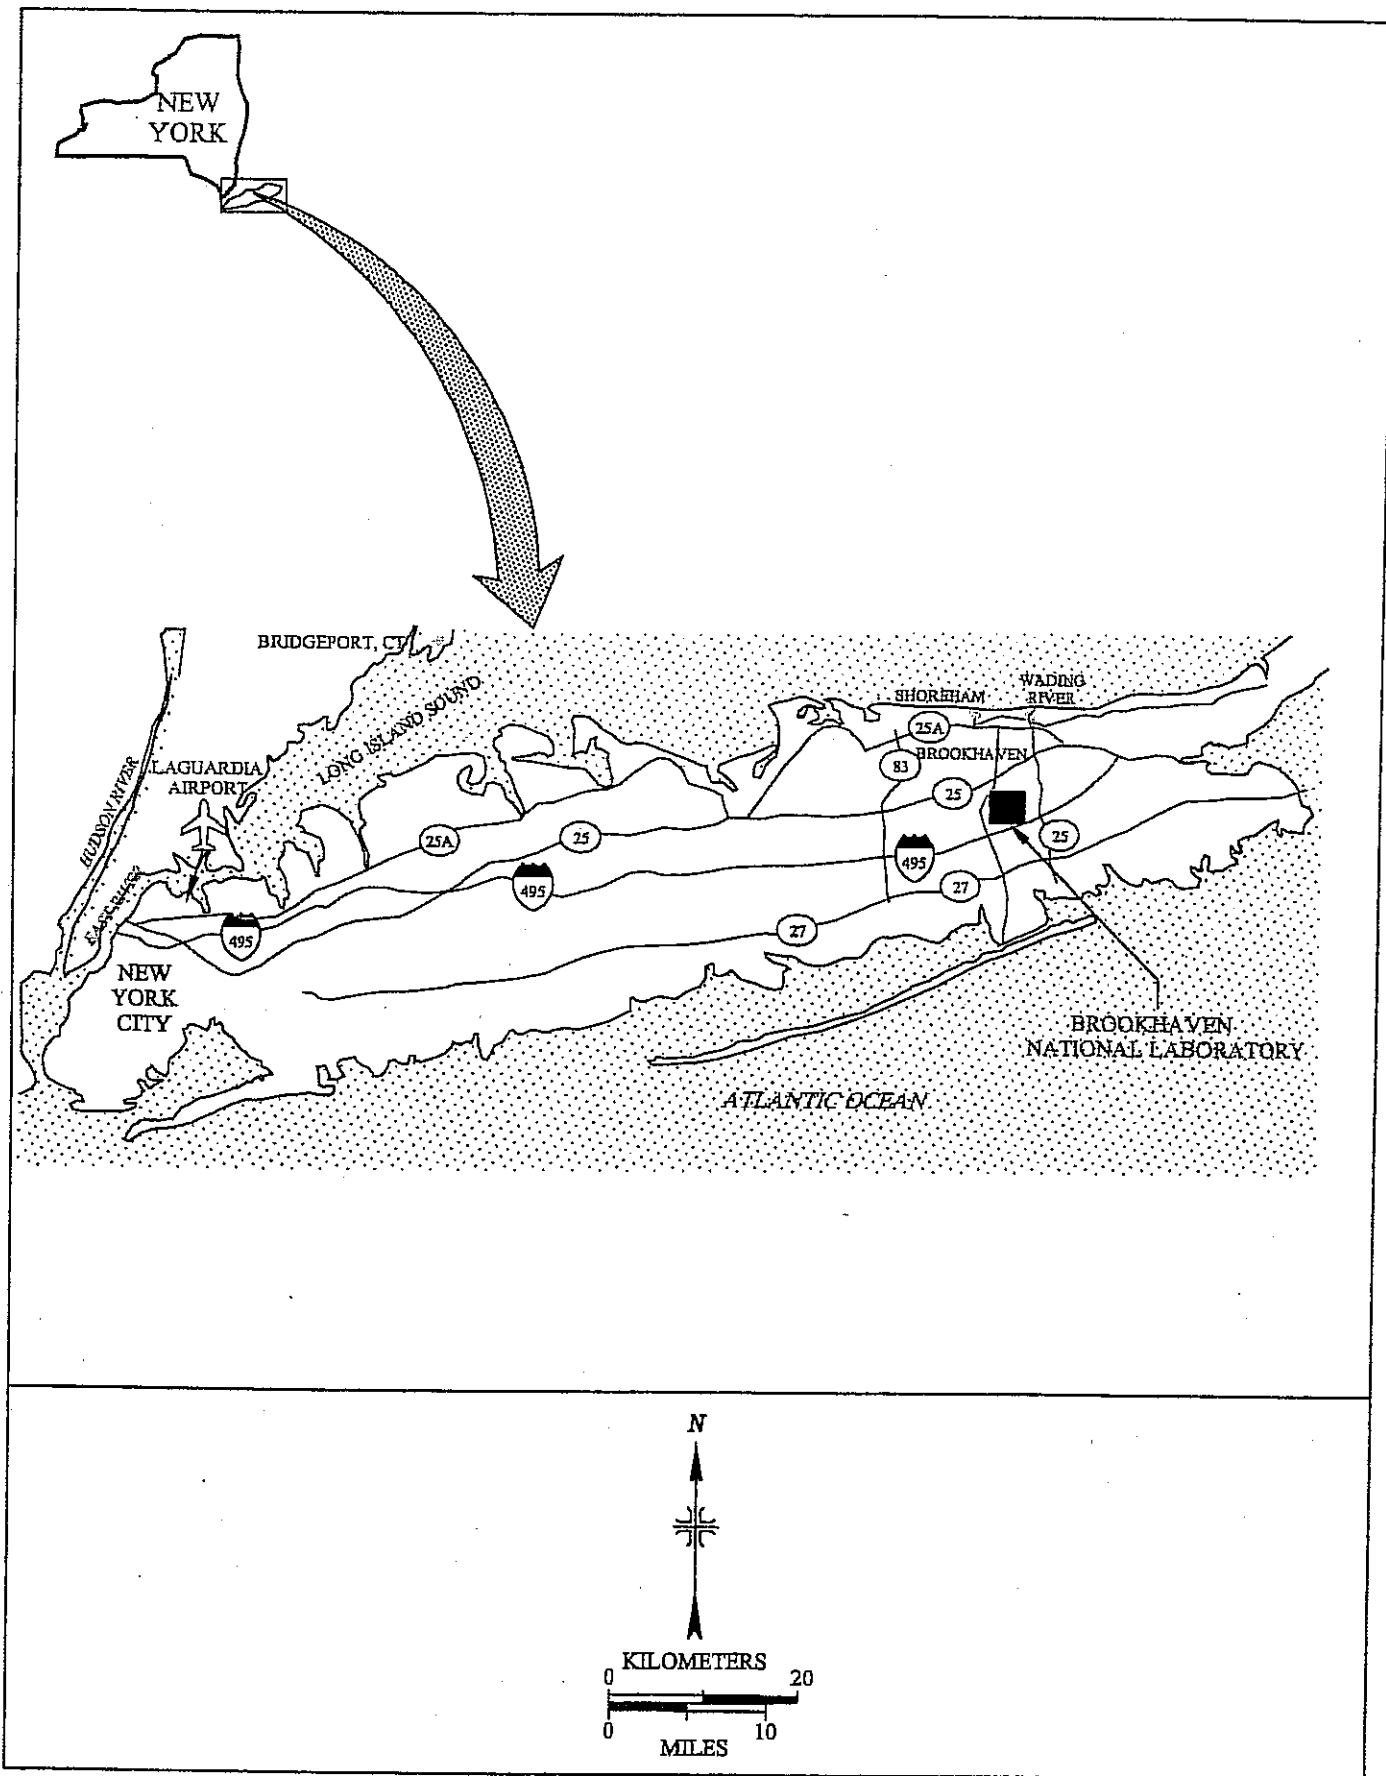 NEW
YORK
BRIDGEPORT, CT
LONG ISLAND SOUND
SHOREHAM
WADING
RIVER
25A
BROOKHAVEN
83
HUDSON RIVER
LAGUARDIA
AIRPORT
25
25A
25
495
495
25
27
EAST RIVER
495
27
NEW
YORK
CITY
BROOKHAVEN
NATIONAL LABORATORY
ATLANTIC OCEAN
N
KILOMETERS
0 20
0 10
MILES